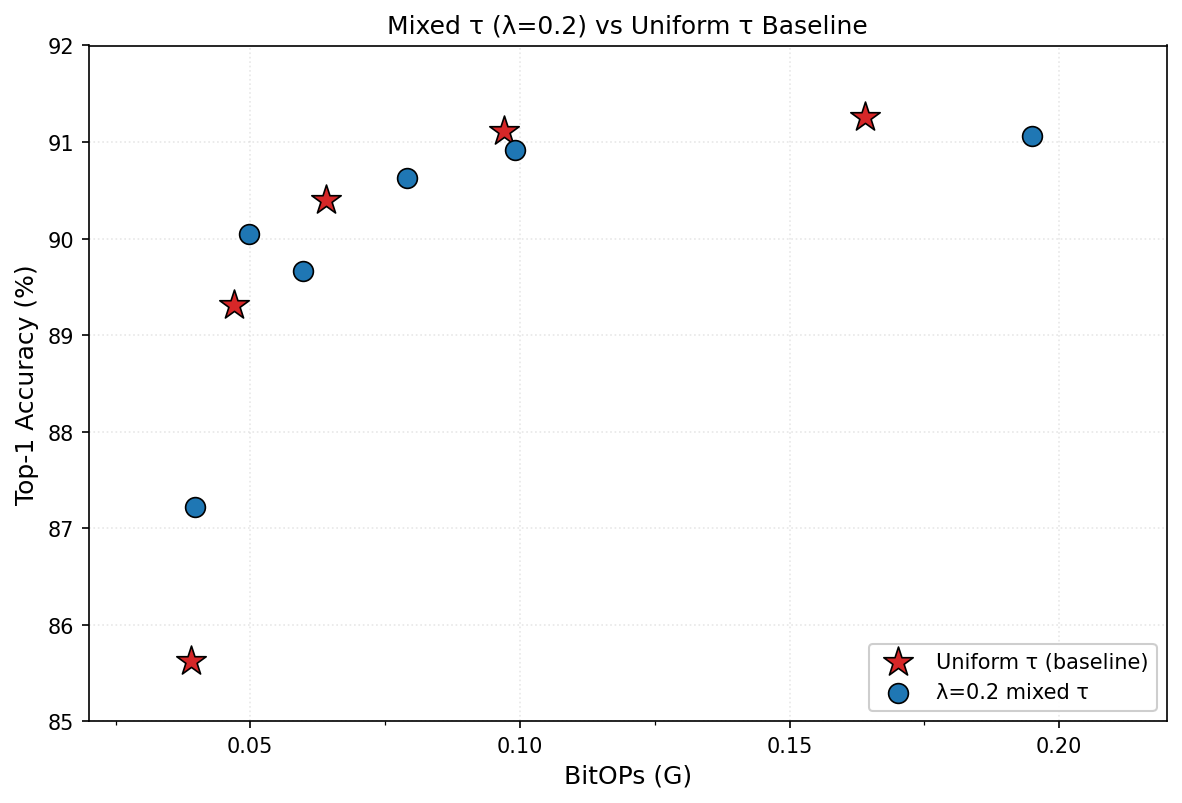 Mixed τ (λ=0.2) vs Uniform τ Baseline
92
91
90
89
88
87
86
85
Top-1 Accuracy (%)
0.05
0.10
0.15
0.20
BitOPs (G)
Uniform τ (baseline)
λ=0.2 mixed τ